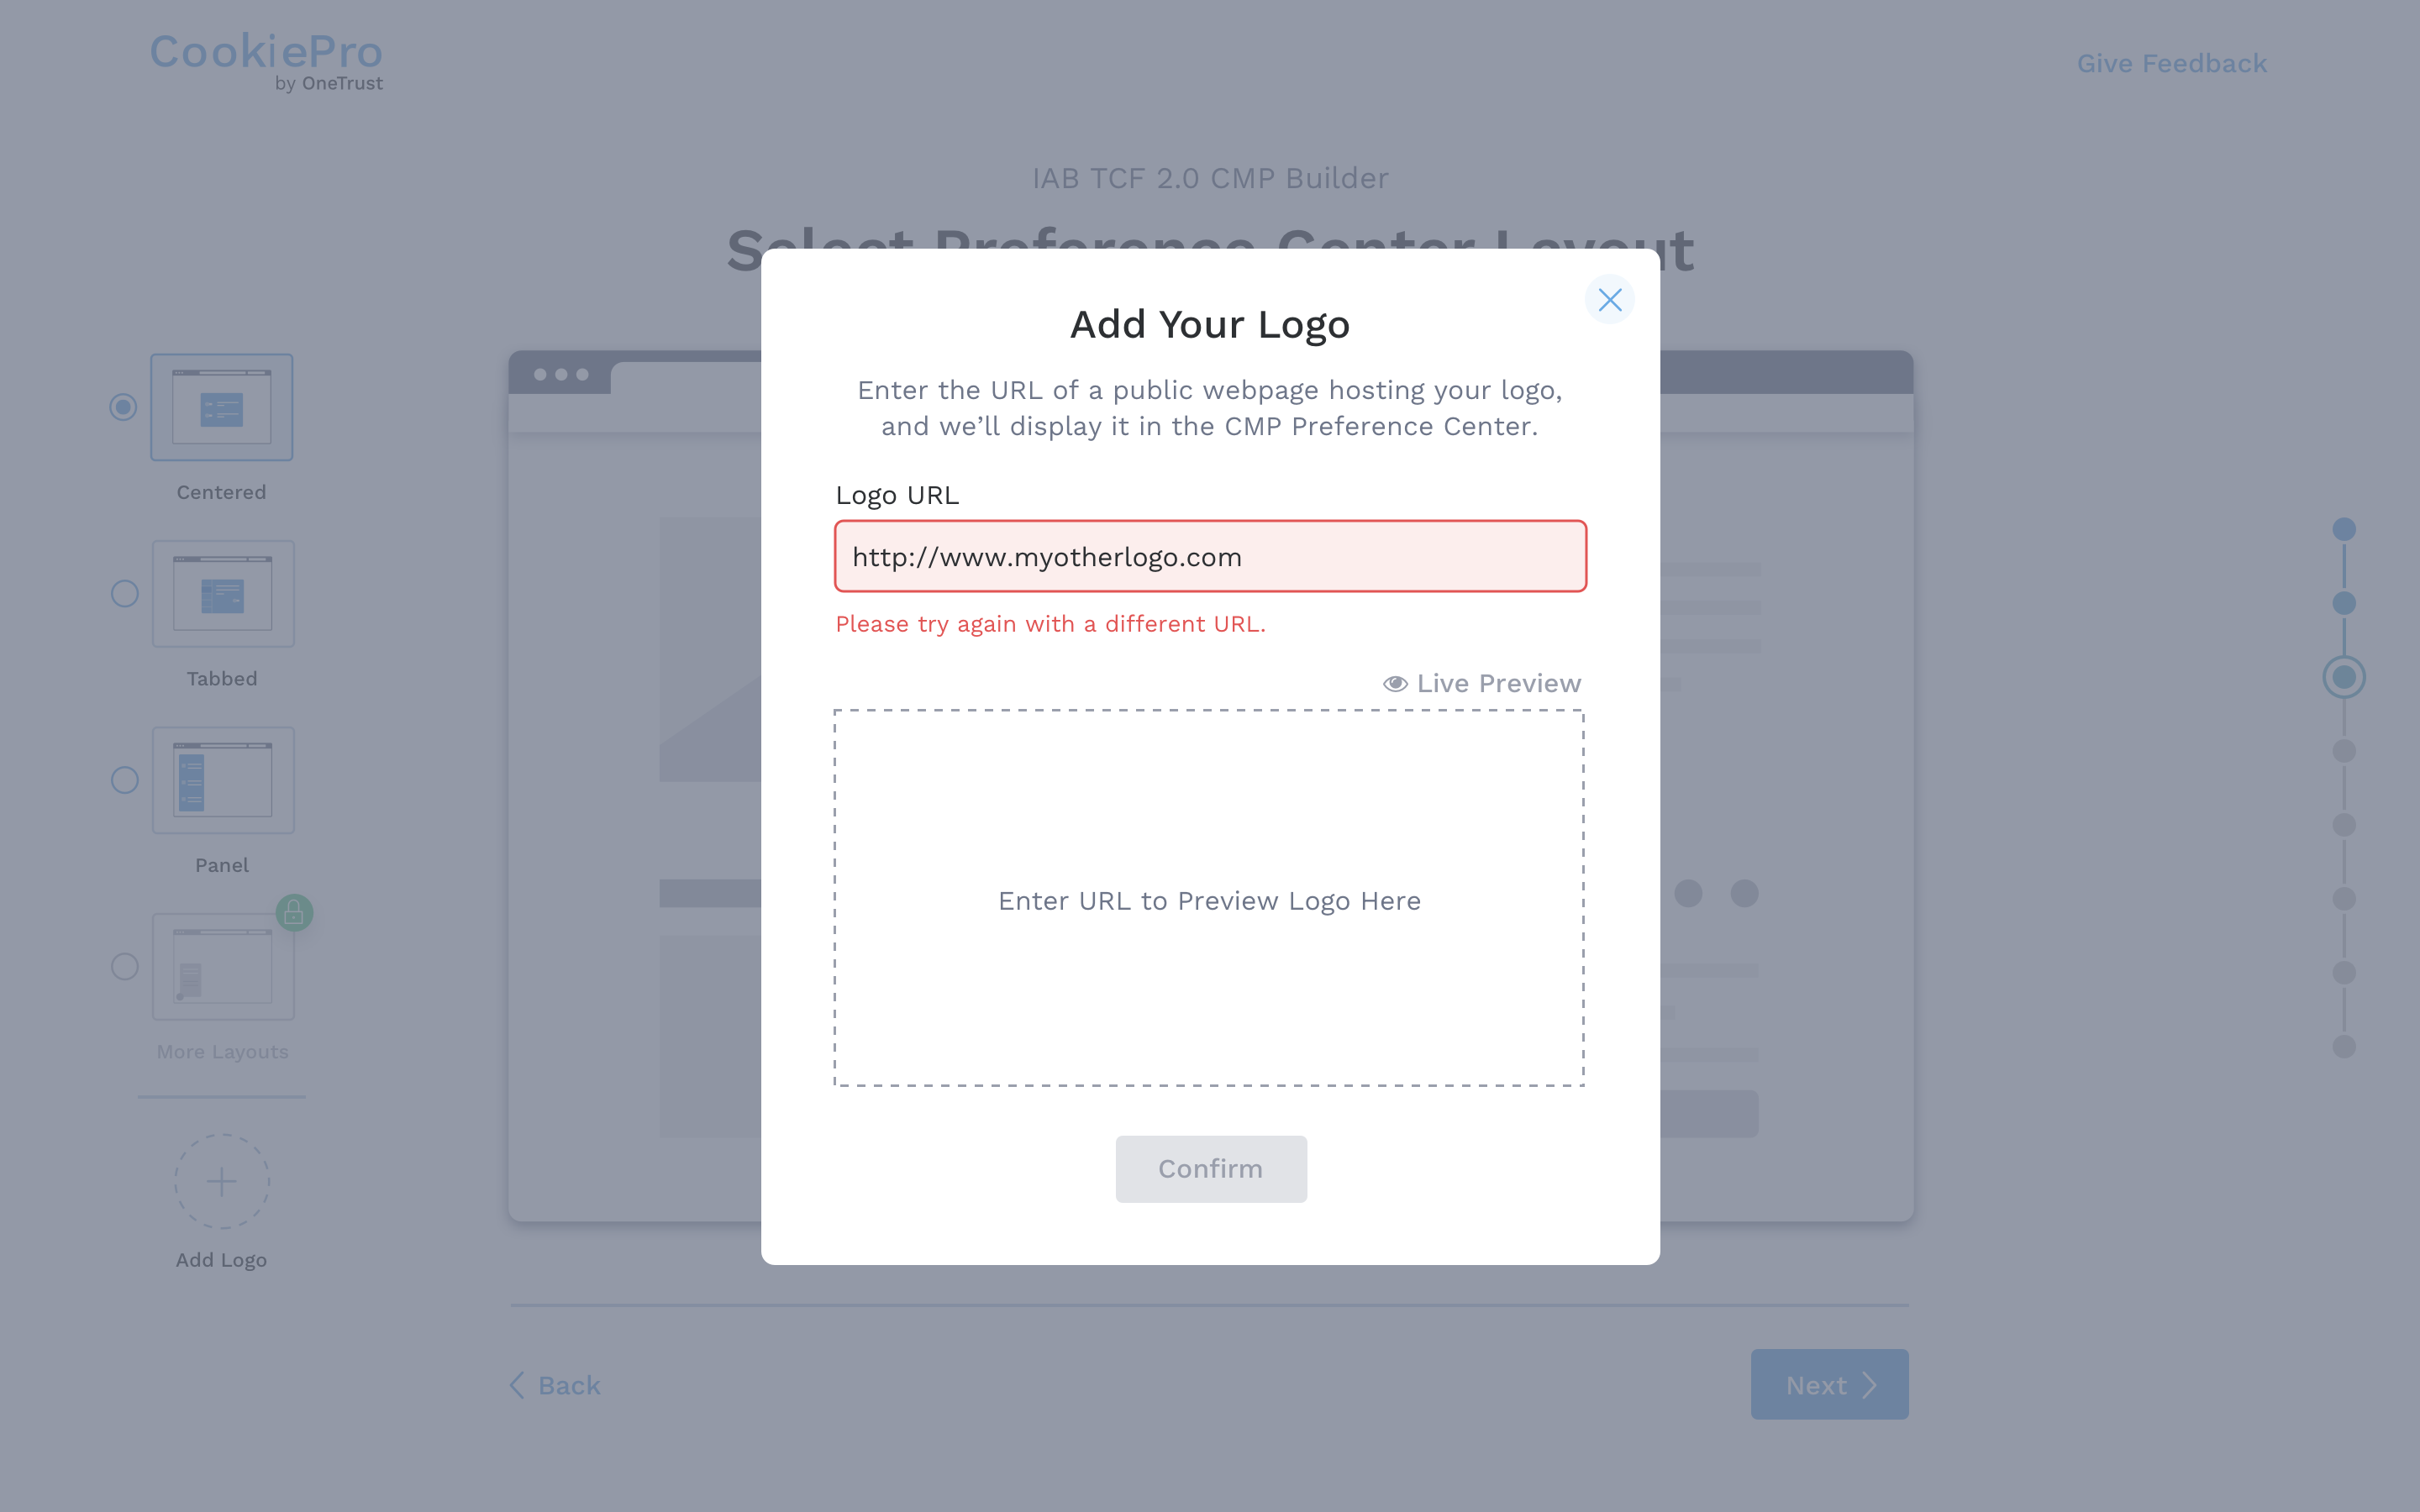 CookiePro
by OneTrust
Give Feedback
IAB TCF 2.0 CMP Builder
Select Preference Center Layout
Add Your Logo
Enter the URL of a public webpage hosting your logo,
and we’ll display it in the CMP Preference Center.
Logo URL
http://www.myotherlogo.com
Please try again with a different URL.
Live Preview
Enter URL to Preview Logo Here
Confirm
Centered
Tabbed
Panel
More Layouts
Add Logo
Back
Next